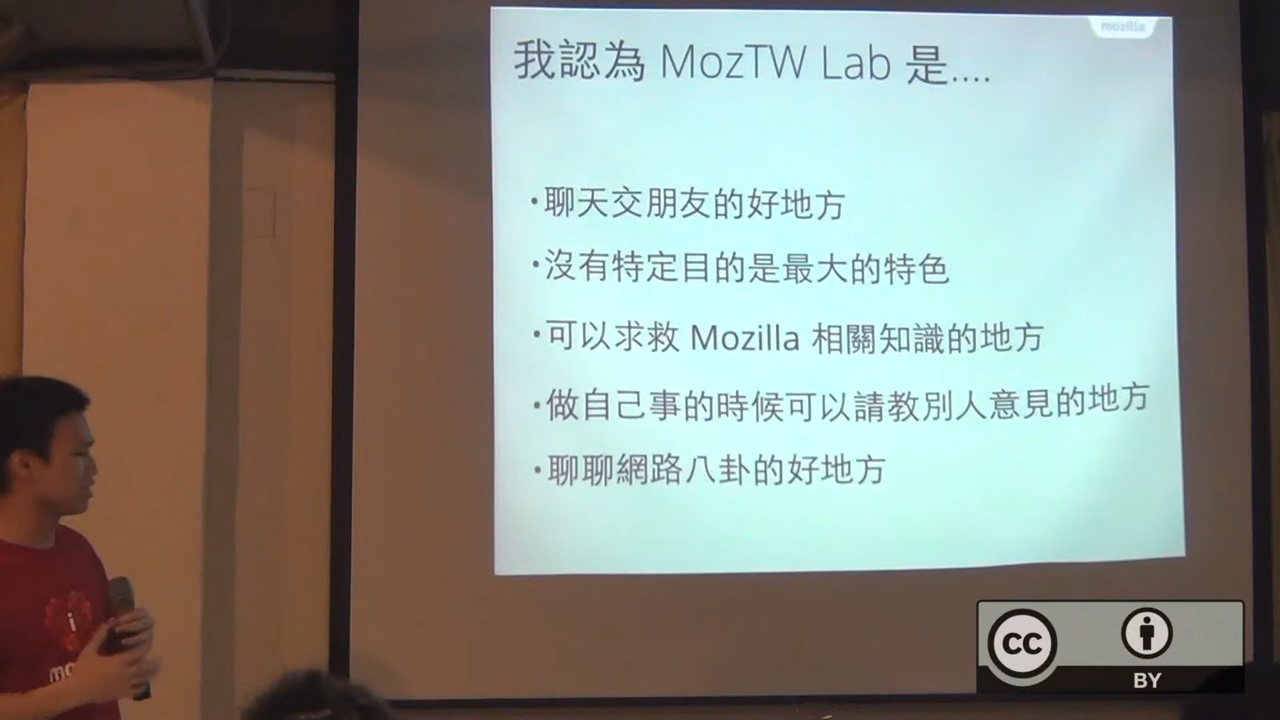 mozilla
我認為 MozTW Lab 是....
•聊天交朋友的好地方
•沒有特定目的是最大的特色
•可以求救 Mozilla 相關知識的地方
•做自己事的時候可以請教別人意見的地方
•聊聊網路八卦的好地方
i
cc
BY